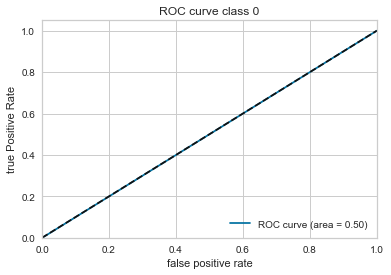 ROC curve class 0
1.0
0.8
0.6
0.4
0.2
0.0
true Positive Rate
ROC curve (area = 0.50)
0.0 0.2 0.4 0.6 0.8 1.0
false positive rate